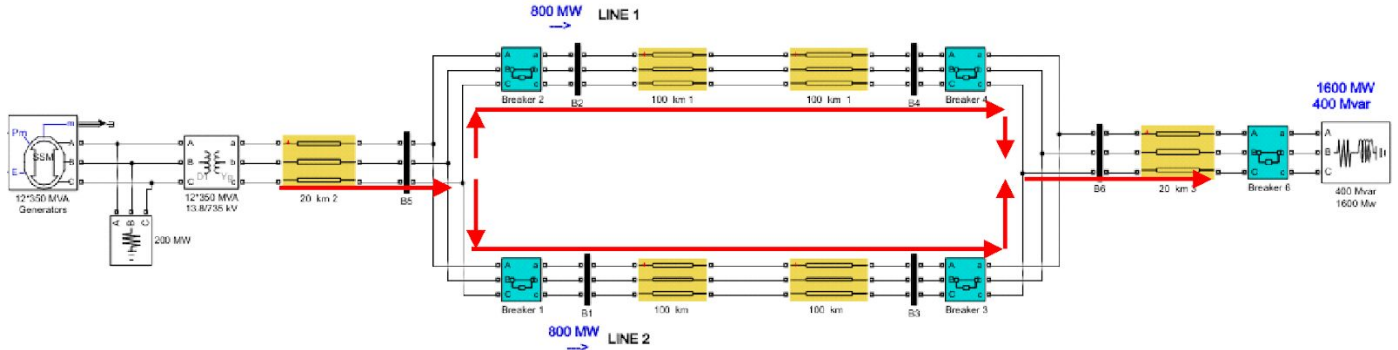 800 MW LINE 1
--->
A a A a
B b B b
C c C c
Breaker 2 B2 100 km 1 100 km 1 B4 Breaker 4
1600 MW
400 Mvar
Pm m A A a A a A
SSM B B b B b B
E C C D1 Yg c C c C
12*350 MVA
Generators
12*350 MVA
13.8/735 kV
20 km 2 B5 B6 20 km 3 Breaker 6
400 Mvar
1600 Mw
A B C
200 MW
A a A a
B b B b
C c C c
Breaker 1 B1 100 km 100 km B3 Breaker 3
800 MW LINE 2
--->